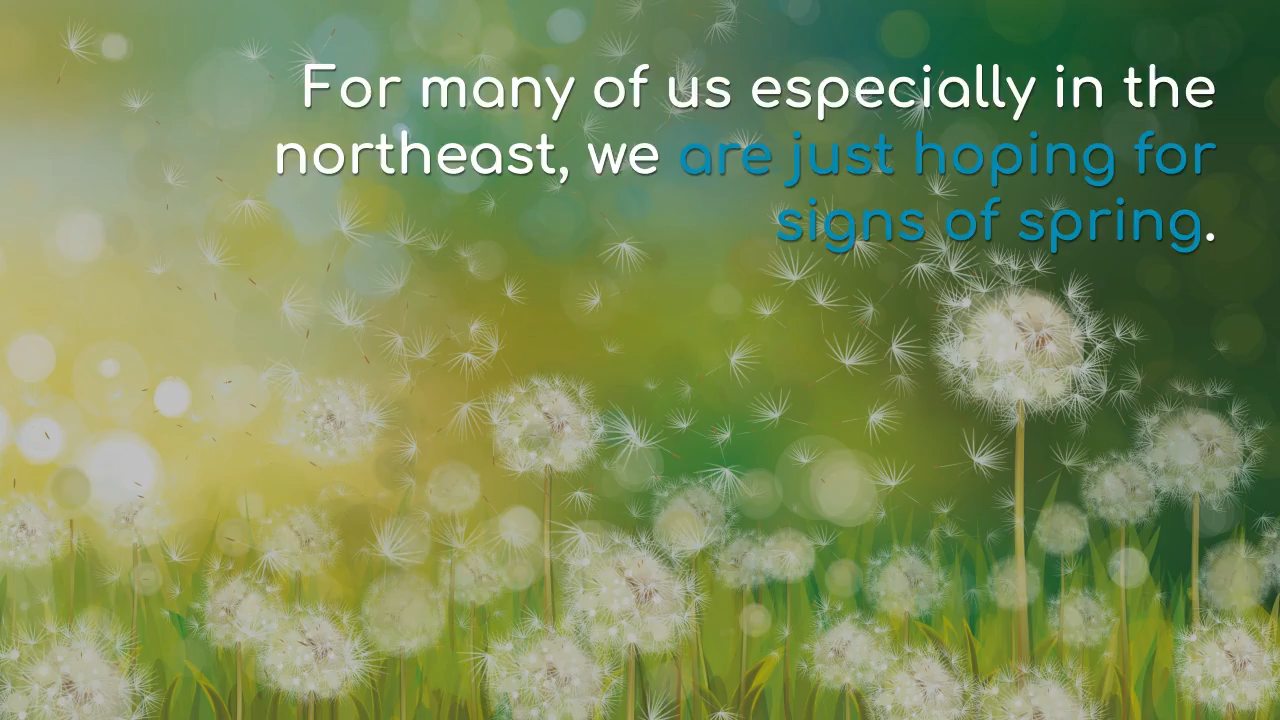 For many of us especially in the
northeast, we are just hoping for
signs of spring.